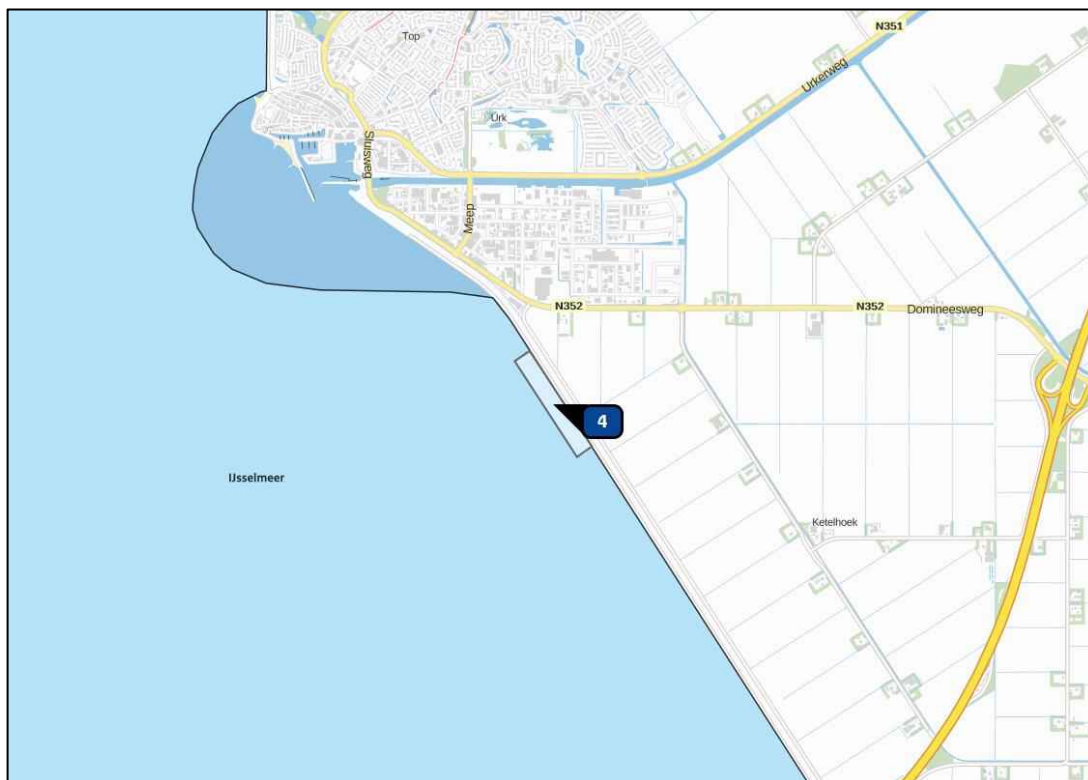 N351
Top
Urkerweg
Urk
Sluisweg
Meep
N352
N352
Domineesweg
4
IJsselmeer
Ketelhoek